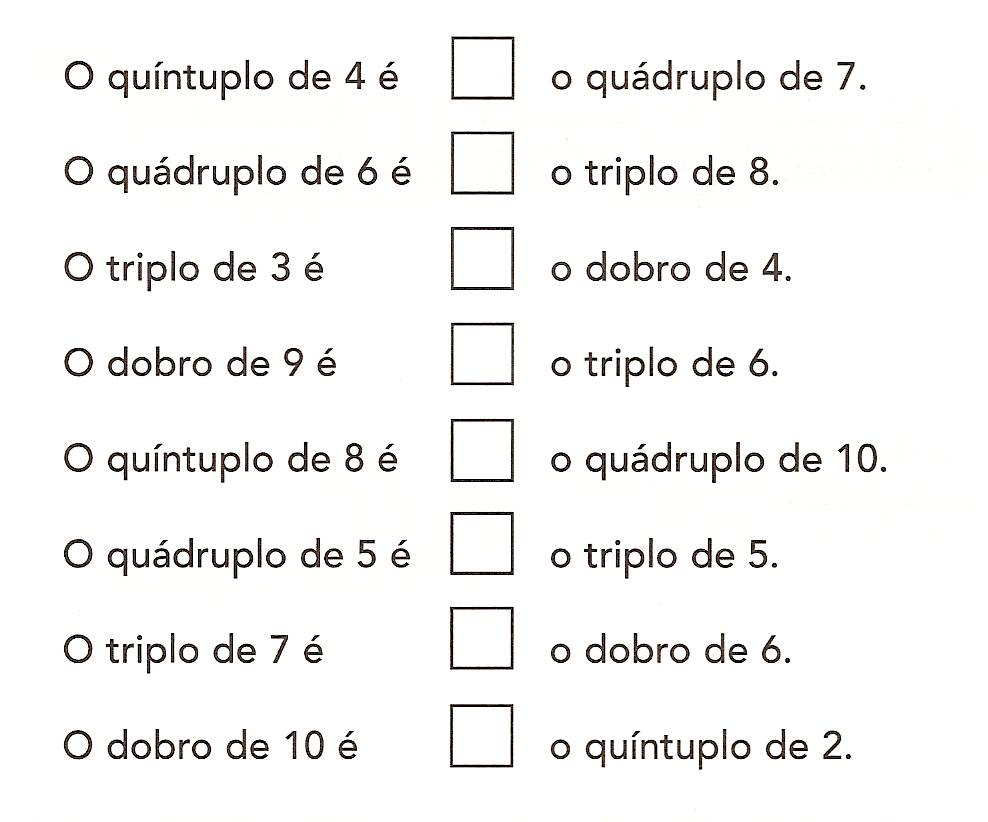 O quíntuplo de 4 é o quádruplo de 7.
O quádruplo de 6 é o triplo de 8.
O triplo de 3 é o dobro de 4.
O dobro de 9 é o triplo de 6.
O quíntuplo de 8 é o quádruplo de 10.
O quádruplo de 5 é o triplo de 5.
O triplo de 7 é o dobro de 6.
O dobro de 10 é o quíntuplo de 2.